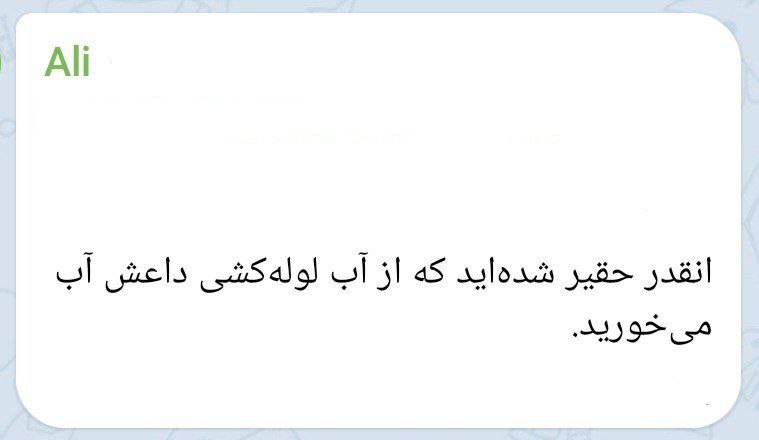 Ali
انقدر حقیر شده‌اید که از آب لوله‌کشی داعش آب
می‌خورید.